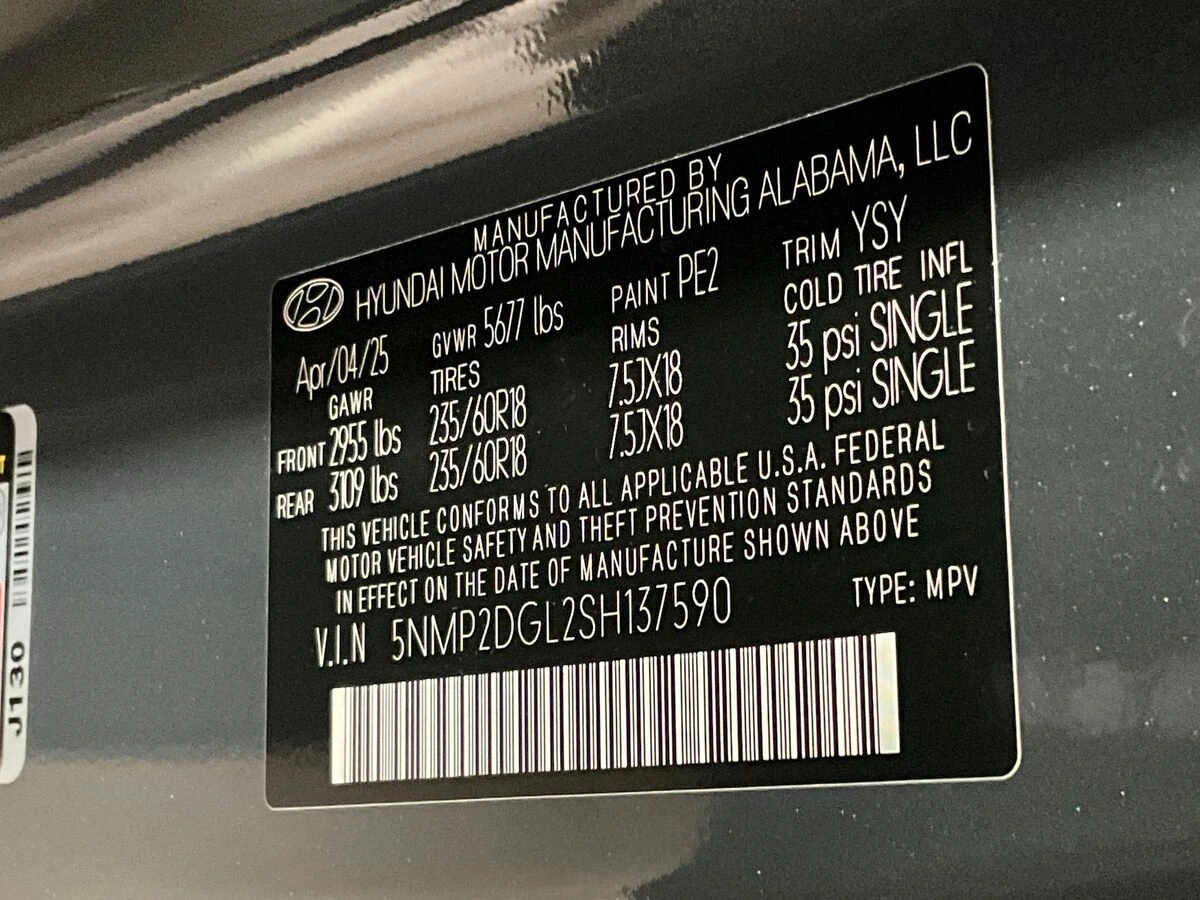 MANUFACTURED BY
HYUNDAI MOTOR MANUFACTURING ALABAMA, LLC
Apr/04/25 GVWR 5677 lbs PAINT PE2 TRIM YSY
GAWR TIRES RIMS COLD TIRE INFL
FRONT 2955 lbs 235/60R18 7.5JX18 35 psi SINGLE
REAR 3109 lbs 235/60R18 7.5JX18 35 psi SINGLE
THIS VEHICLE CONFORMS TO ALL APPLICABLE U.S.A. FEDERAL
MOTOR VEHICLE SAFETY AND THEFT PREVENTION STANDARDS
IN EFFECT ON THE DATE OF MANUFACTURE SHOWN ABOVE
V.I.N 5NMP2DGL2SH137590 TYPE: MPV
J130